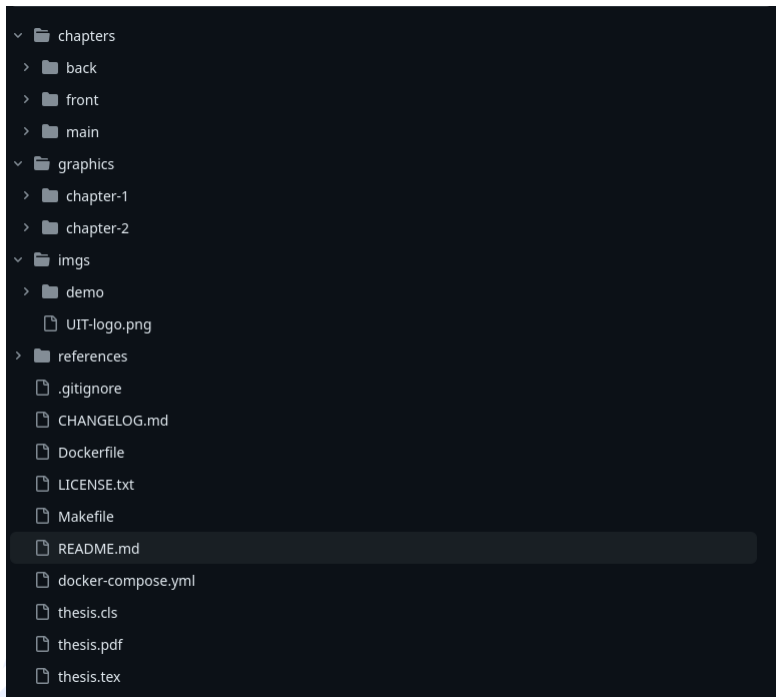 chapters
back
front
main
graphics
chapter-1
chapter-2
imgs
demo
UIT-logo.png
references
.gitignore
CHANGELOG.md
Dockerfile
LICENSE.txt
Makefile
README.md
docker-compose.yml
thesis.cls
thesis.pdf
thesis.tex